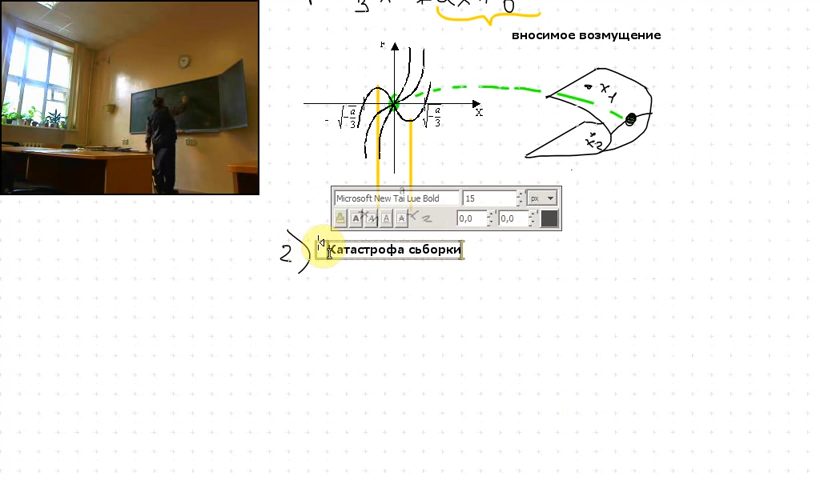 вносимое возмущение
x
x1
x2
Microsoft New Tai Lue Bold 15 px
0,0 0,0
2) Катастрофа сьборки